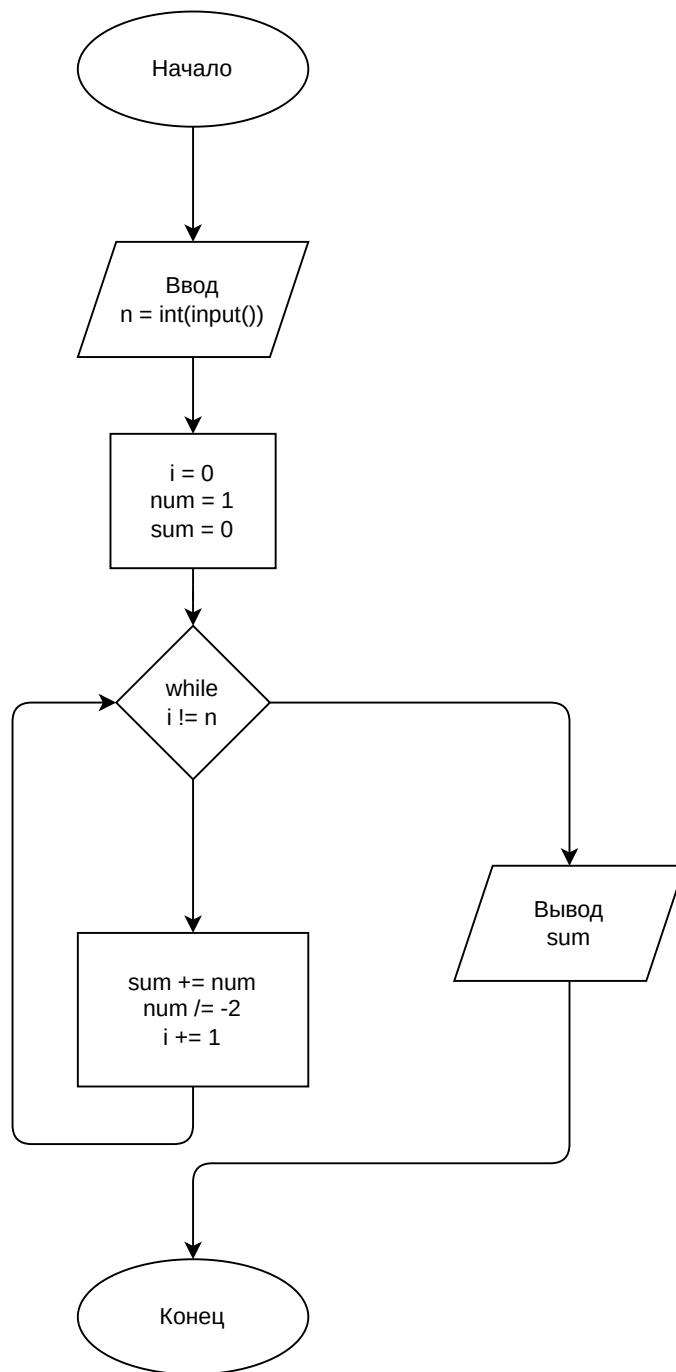 Начало
Ввод
n = int(input())
i = 0
num = 1
sum = 0
while
i != n
sum += num
num /= -2
i += 1
Вывод
sum
Конец